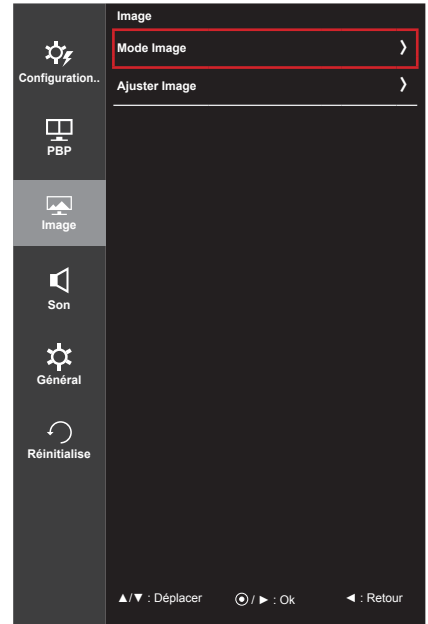 Configuration..
PBP
Image
Son
Général
Réinitialise
Image
Mode Image ❭
Ajuster Image ❭
▲/▼ : Déplacer ⦿ / ► : Ok ◄ : Retour